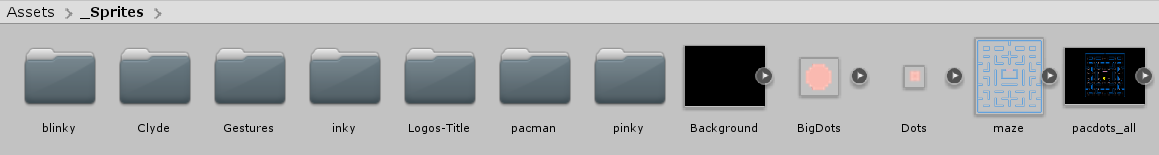 Assets > _Sprites >
blinky Clyde Gestures inky Logos-Title pacman pinky Background BigDots Dots maze pacdots_all